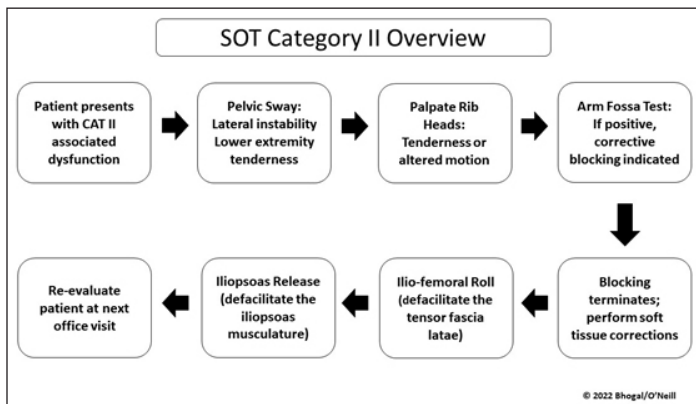 SOT Category II Overview
Patient presents
with CAT II
associated
dysfunction
Pelvic Sway:
Lateral instability
Lower extremity
tenderness
Palpate Rib
Heads:
Tenderness or
altered motion
Arm Fossa Test:
If positive,
corrective
blocking indicated
Blocking
terminates;
perform soft
tissue corrections
Ilio-femoral Roll
(defacilitate the
tensor fascia
latae)
Iliopsoas Release
(defacilitate the
iliopsoas
musculature)
Re-evaluate
patient at next
office visit
© 2022 Bhogal/O'Neill